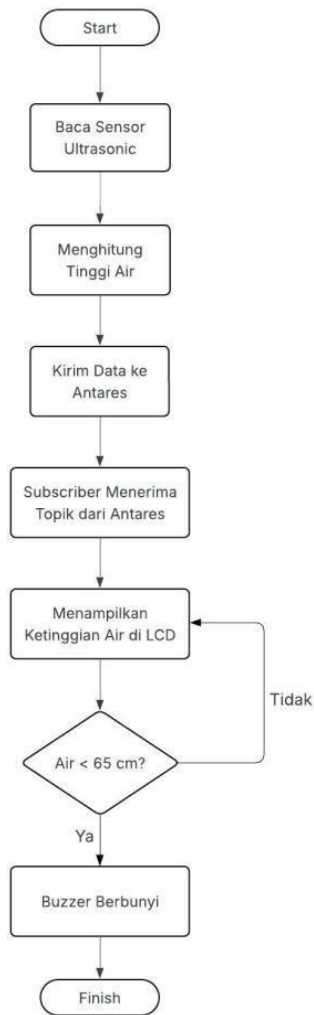 Start
Baca Sensor
Ultrasonic
Menghitung
Tinggi Air
Kirim Data ke
Antares
Subscriber Menerima
Topik dari Antares
Menampilkan
Ketinggian Air di LCD
Tidak
Air < 65 cm?
Ya
Buzzer Berbunyi
Finish